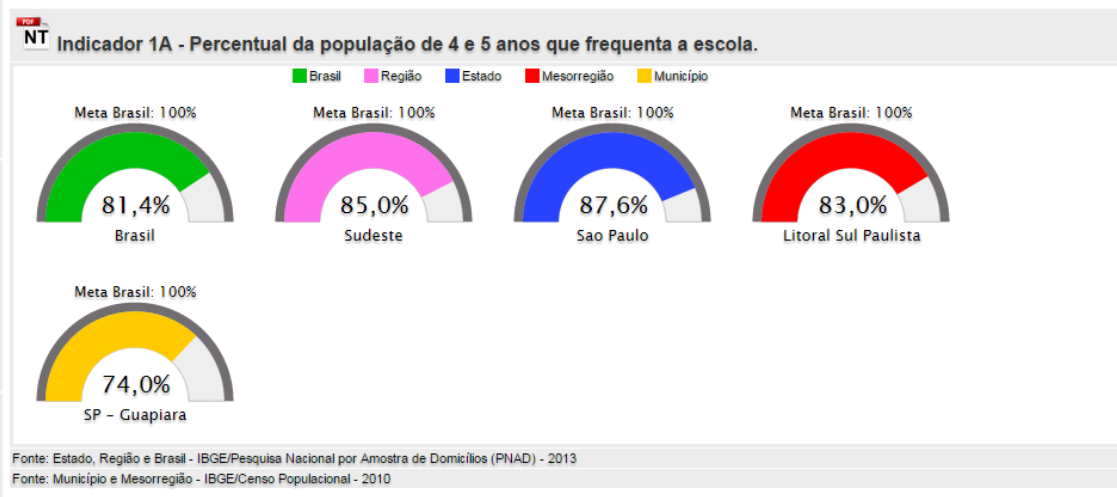 PDF
NT
Indicador 1A - Percentual da população de 4 e 5 anos que frequenta a escola.
Brasil Região Estado Mesorregião Município
Meta Brasil: 100% Meta Brasil: 100% Meta Brasil: 100% Meta Brasil: 100%
81,4% 85,0% 87,6% 83,0%
Brasil Sudeste Sao Paulo Litoral Sul Paulista
Meta Brasil: 100%
74,0%
SP - Guapiara
Fonte: Estado, Região e Brasil - IBGE/Pesquisa Nacional por Amostra de Domicílios (PNAD) - 2013
Fonte: Município e Mesorregião - IBGE/Censo Populacional - 2010